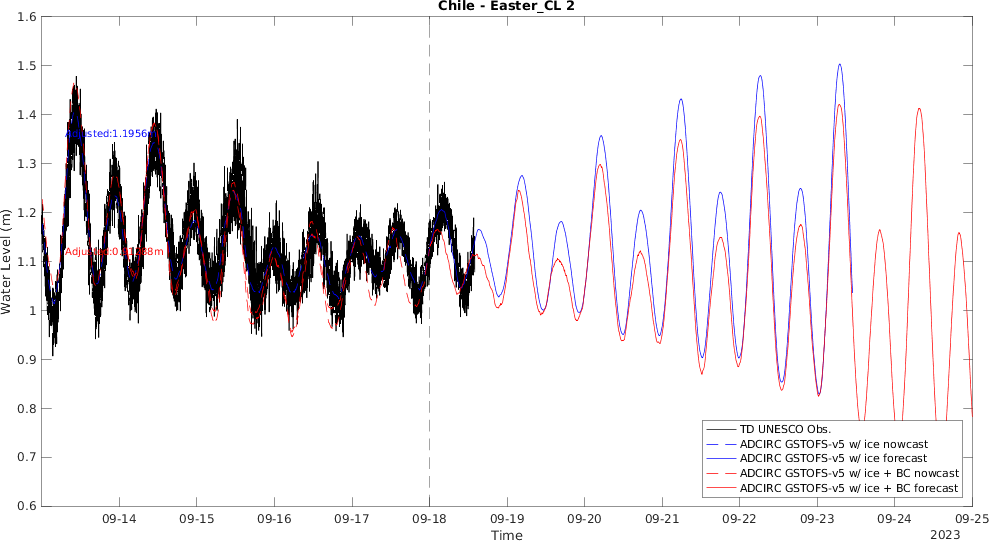 Chile - Easter_CL 2
1.6
1.5
1.4
1.3
1.2
1.1
1
0.9
0.8
0.7
0.6
Water Level (m)
Adjusted:1.1956m
TD UNESCO Obs.
ADCIRC GSTOFS-v5 w/ ice nowcast
ADCIRC GSTOFS-v5 w/ ice forecast
ADCIRC GSTOFS-v5 w/ ice + BC nowcast
ADCIRC GSTOFS-v5 w/ ice + BC forecast
09-14
09-15
09-16
09-17
09-18
09-19
09-20
09-21
09-22
09-23
09-24
09-25
Time
2023